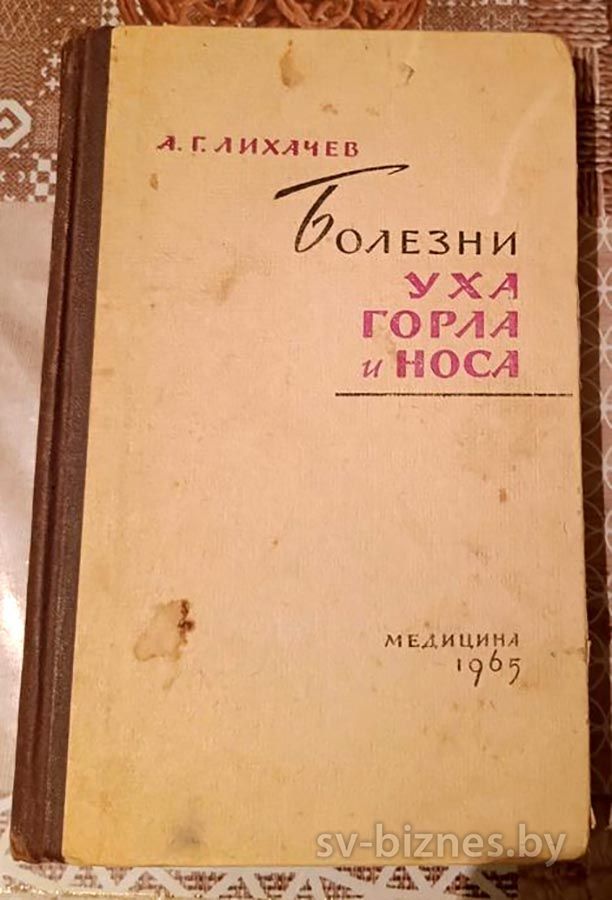 А. Г. ЛИХАЧЕВ
БОЛЕЗНИ
УХА
ГОРЛА
и НОСА
МЕДИЦИНА
1965
sv-biznes.by